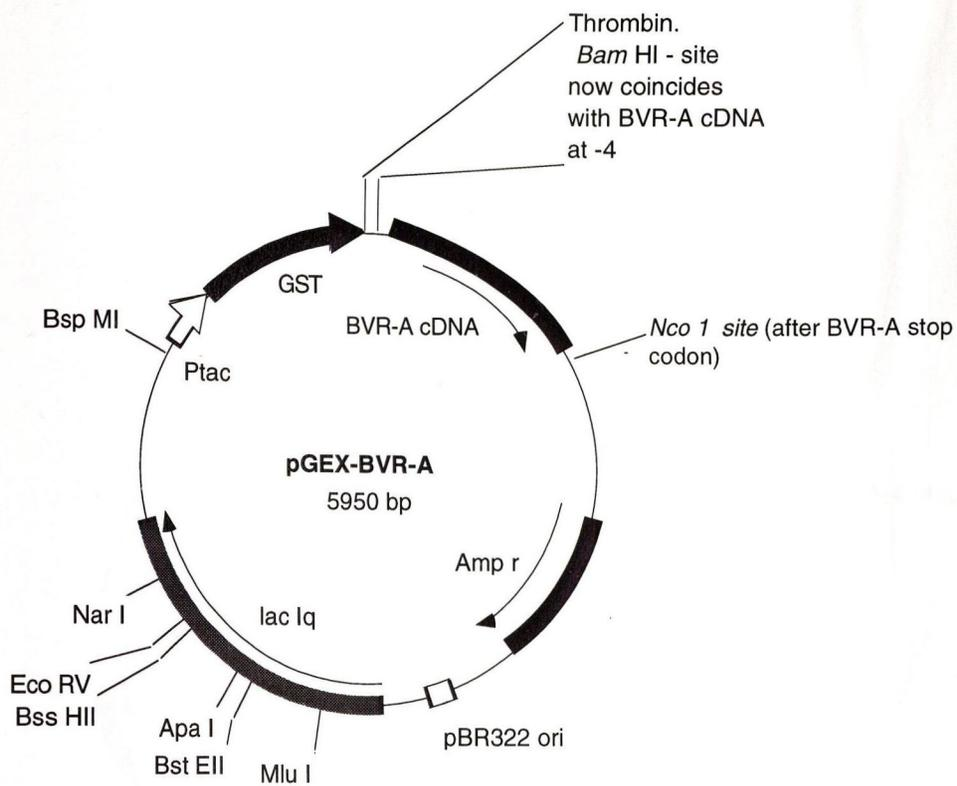 Thrombin.
Bam HI - site
now coincides
with BVR-A cDNA
at -4
GST
BVR-A cDNA
Nco 1 site (after BVR-A stop
codon)
Bsp MI
Ptac
pGEX-BVR-A
5950 bp
Amp r
lac Iq
Nar I
Eco RV
Bss HII
Apa I
Bst EII
Mlu I
pBR322 ori